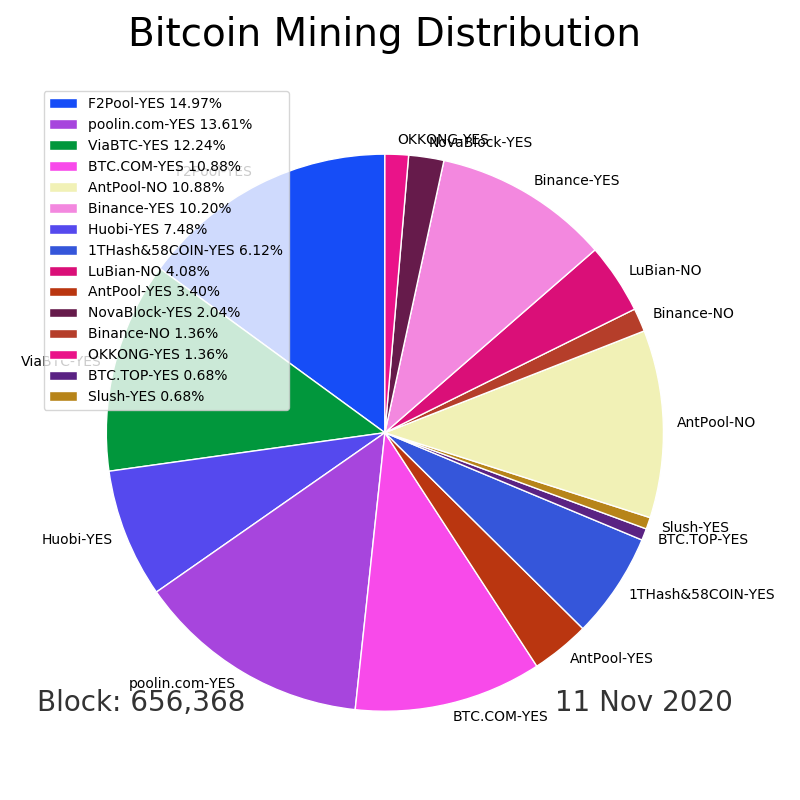 Bitcoin Mining Distribution
F2Pool-YES 14.97%
poolin.com-YES 13.61%
ViaBTC-YES 12.24%
BTC.COM-YES 10.88%
AntPool-NO 10.88%
Binance-YES 10.20%
Huobi-YES 7.48%
1THash&58COIN-YES 6.12%
LuBian-NO 4.08%
AntPool-YES 3.40%
NovaBlock-YES 2.04%
Binance-NO 1.36%
OKKONG-YES 1.36%
BTC.TOP-YES 0.68%
Slush-YES 0.68%
OKKONG-YES
NovaBlock-YES
F2Pool-YES
Binance-YES
LuBian-NO
Binance-NO
ViaBTC-YES
AntPool-NO
Slush-YES
BTC.TOP-YES
Huobi-YES
1THash&58COIN-YES
AntPool-YES
poolin.com-YES
BTC.COM-YES
Block: 656,368
11 Nov 2020